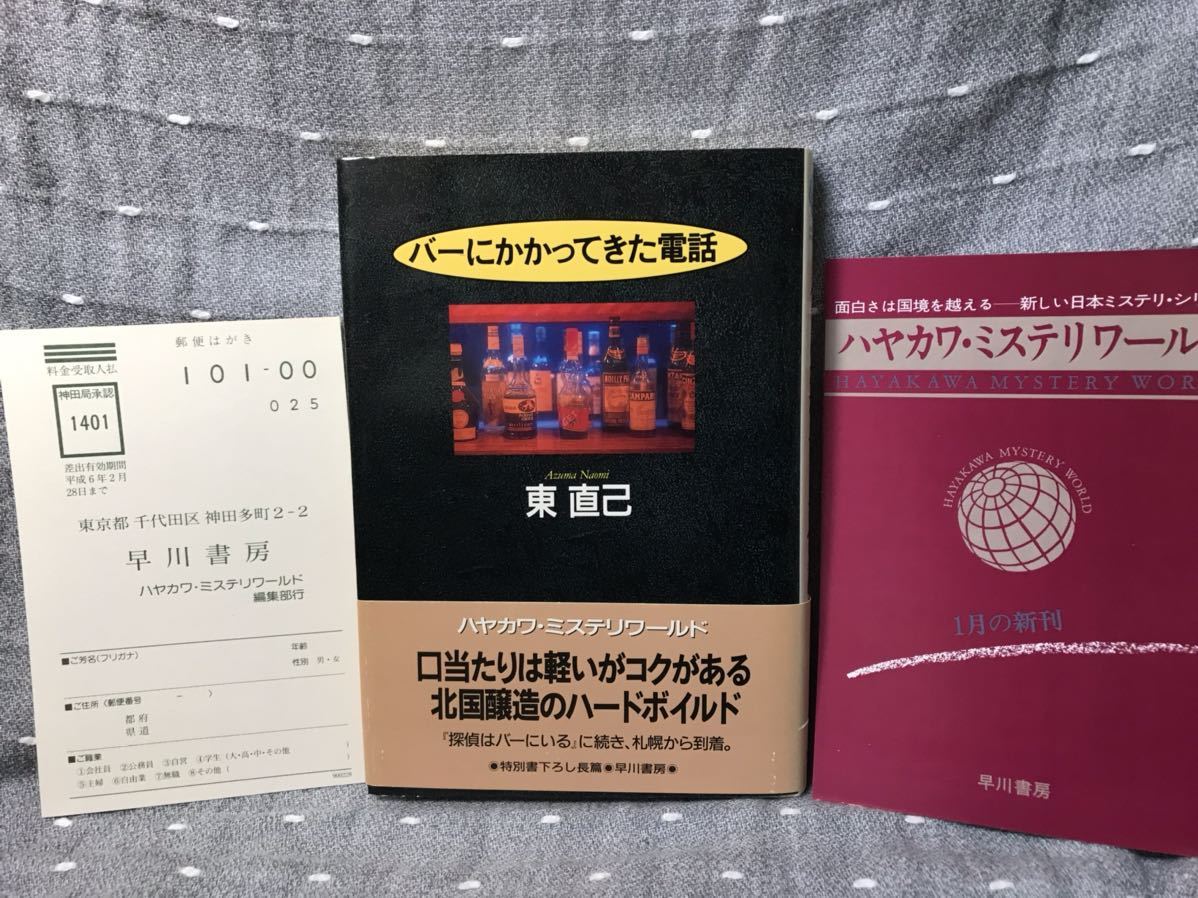 郵便はがき
料金受取人払
101-00
025
神田局承認
1401
差出有効期間
平成6年2月
28日まで
東京都 千代田区 神田多町2-2
早川書房
ハヤカワ・ミステリワールド
編集部行
■ご芳名(フリガナ)
年齢
性別 男・女
■ご住所(郵便番号 － )
都府
県道
■ご職業
①会社員 ②公務員 ③自営 ④学生(大・高・中・その他 )
⑤主婦 ⑥自由業 ⑦無職 ⑧その他( )
900228
バーにかかってきた電話
NOILLY PR
CAMPARI
Azuma Naomi
東 直己
ハヤカワ・ミステリワールド
口当たりは軽いがコクがある
北国醸造のハードボイルド
『探偵はバーにいる』に続き、札幌から到着。
●特別書下ろし長篇●早川書房●
面白さは国境を越える──新しい日本ミステリ・シリ
ハヤカワ・ミステリワール
HAYAKAWA MYSTERY WOR
HAYAKAWA MYSTERY WORLD
1月の新刊
早川書房